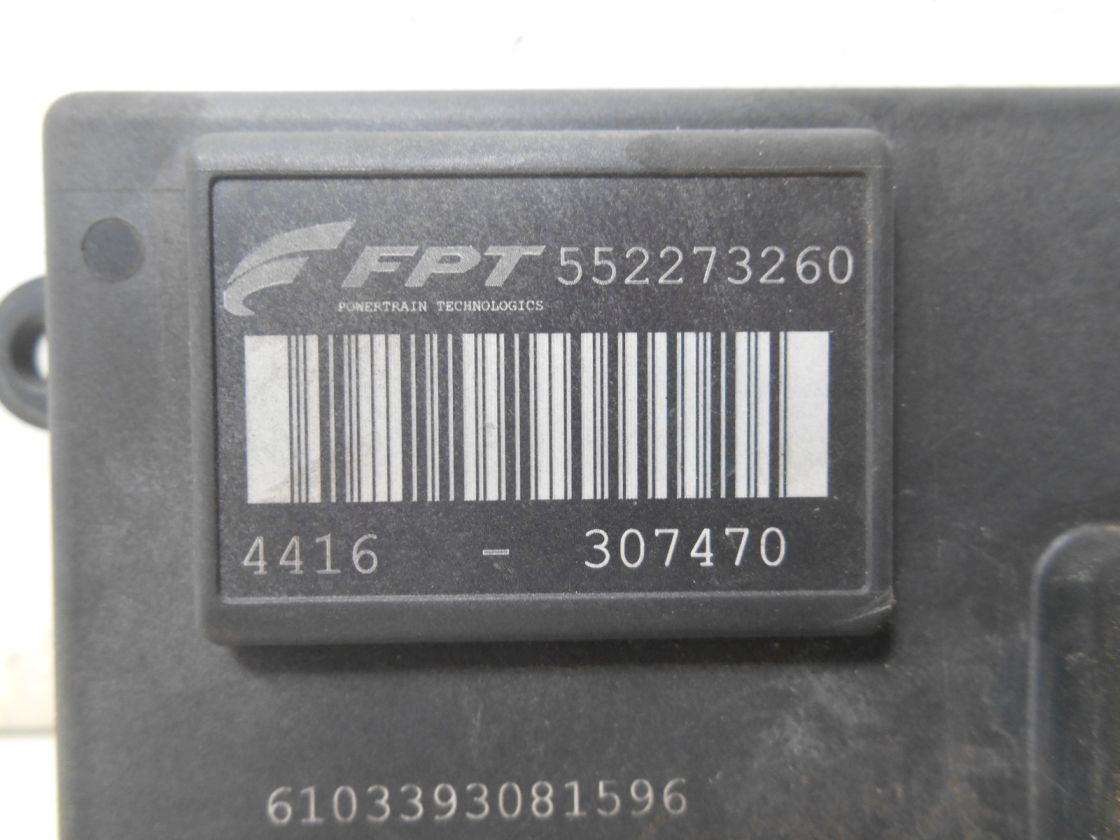 FPT 552273260
POWERTRAIN TECHNOLOGICS
4416 - 307470
6103393081596